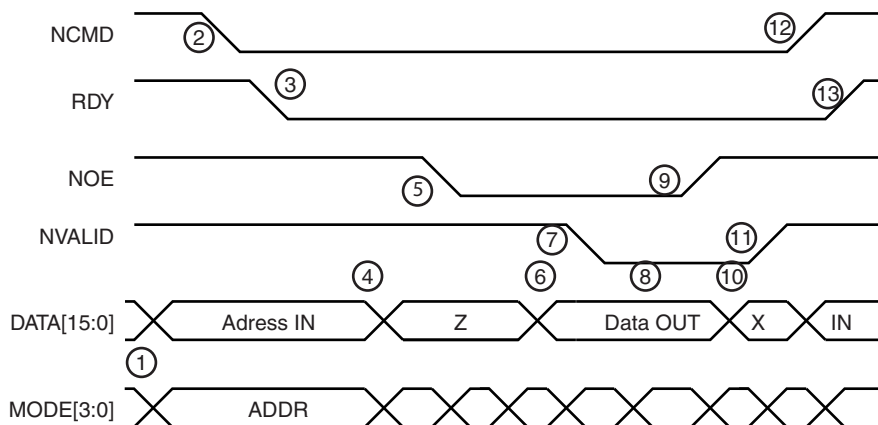 NCMD 2 12
RDY 3 13
NOE 5 9
NVALID 7 11
4 6 8 10
DATA[15:0] Adress IN Z Data OUT X IN
1
MODE[3:0] ADDR